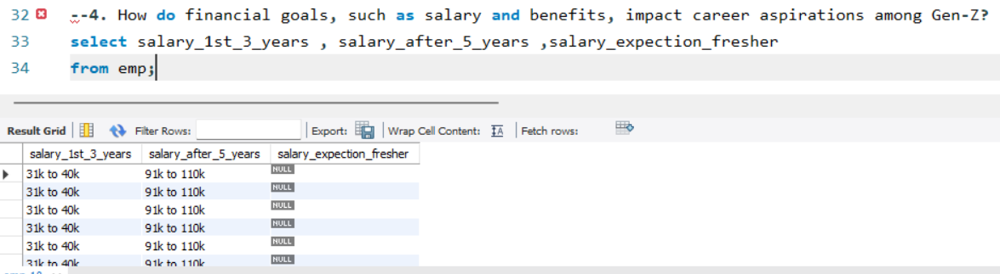 32 --4. How do financial goals, such as salary and benefits, impact career aspirations among Gen-Z?
33 select salary_1st_3_years , salary_after_5_years ,salary_expection_fresher
34 from emp;
Result Grid Filter Rows: Export: Wrap Cell Content: IA Fetch rows:
salary_1st_3_years salary_after_5_years salary_expection_fresher
31k to 40k 91k to 110k NULL
31k to 40k 91k to 110k NULL
31k to 40k 91k to 110k NULL
31k to 40k 91k to 110k NULL
31k to 40k 91k to 110k NULL
31k to 40k 91k to 110k NULL